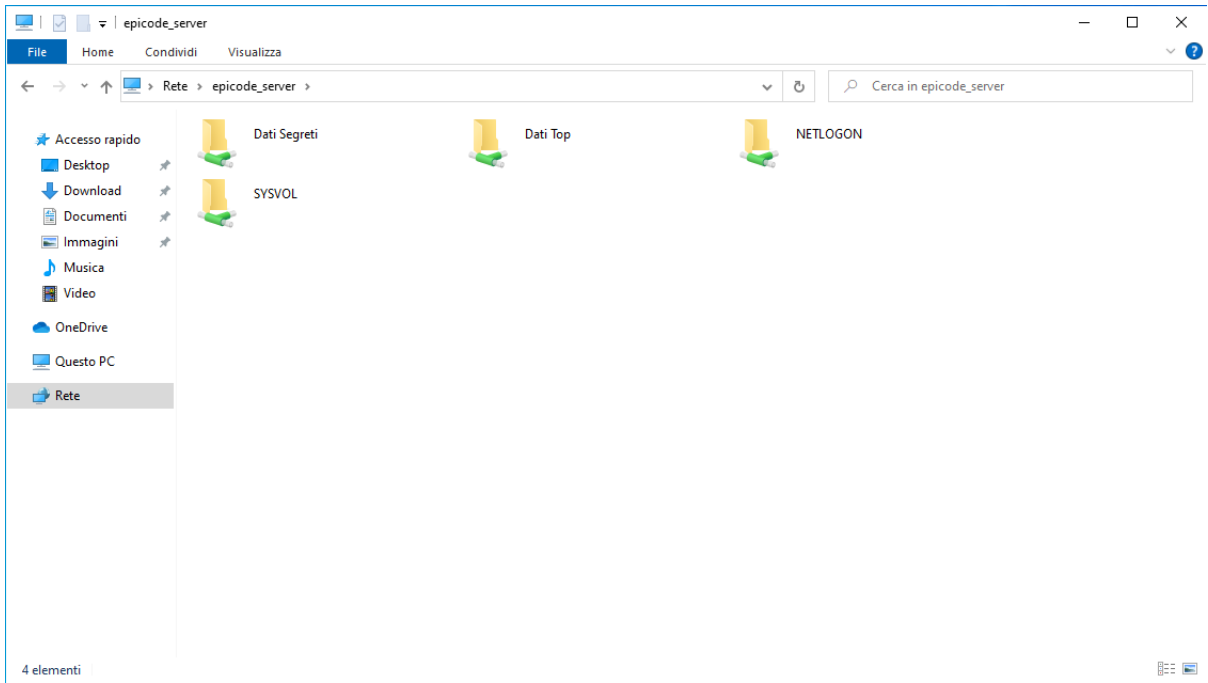 epicode_server
File Home Condividi Visualizza
Rete epicode_server
Cerca in epicode_server
Accesso rapido
Desktop
Download
Documenti
Immagini
Musica
Video
OneDrive
Questo PC
Rete
Dati Segreti
Dati Top
NETLOGON
SYSVOL
4 elementi